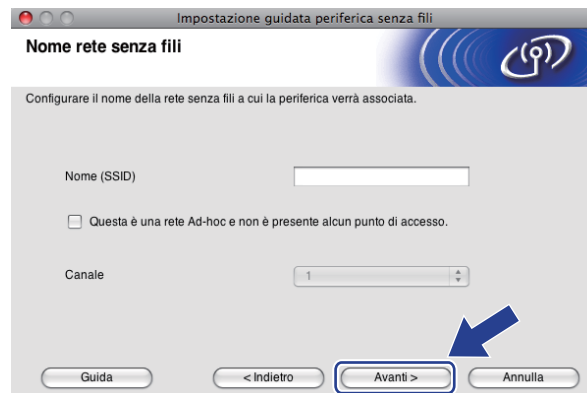 Impostazione guidata periferica senza fili
Nome rete senza fili
Configurare il nome della rete senza fili a cui la periferica verrà associata.
Nome (SSID)
Questa è una rete Ad-hoc e non è presente alcun punto di accesso.
Canale
1
Guida
< Indietro
Avanti >
Annulla